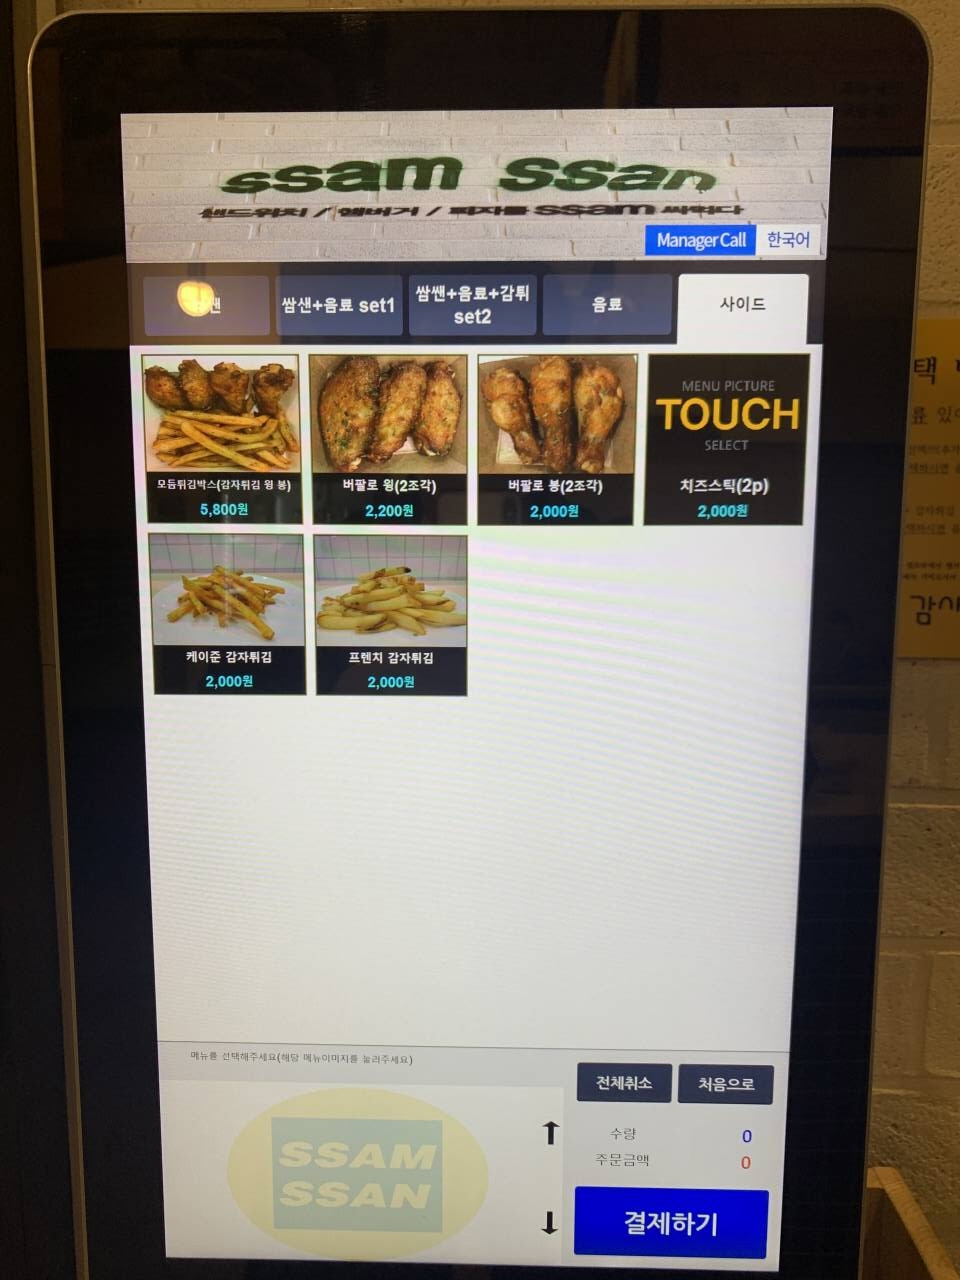 ssam ssan
샌드위치 / 햄버거 / 피자를 ssam 싸먹다
Manager Call 한국어
쌘
쌈샌+음료 set1
쌈쌘+음료+감튀
set2
음료
사이드
모듬튀김박스(감자튀김 윙 봉)
5,800원
버팔로 윙(2조각)
2,200원
버팔로 봉(2조각)
2,000원
MENU PICTURE
TOUCH
SELECT
치즈스틱(2p)
2,000원
케이준 감자튀김
2,000원
프렌치 감자튀김
2,000원
메뉴를 선택해주세요(해당 메뉴이미지를 눌러주세요)
SSAM
SSAN
전체취소
처음으로
수량 0
주문금액 0
결제하기
택
료 있
감자튀김
감사